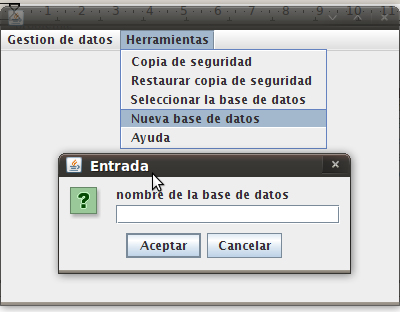 1 2 3 4 5 6 7 8 9 10 11
Gestion de datos Herramientas
Copia de seguridad
Restaurar copia de seguridad
Seleccionar la base de datos
Nueva base de datos
Ayuda
Entrada
?
nombre de la base de datos
Aceptar Cancelar